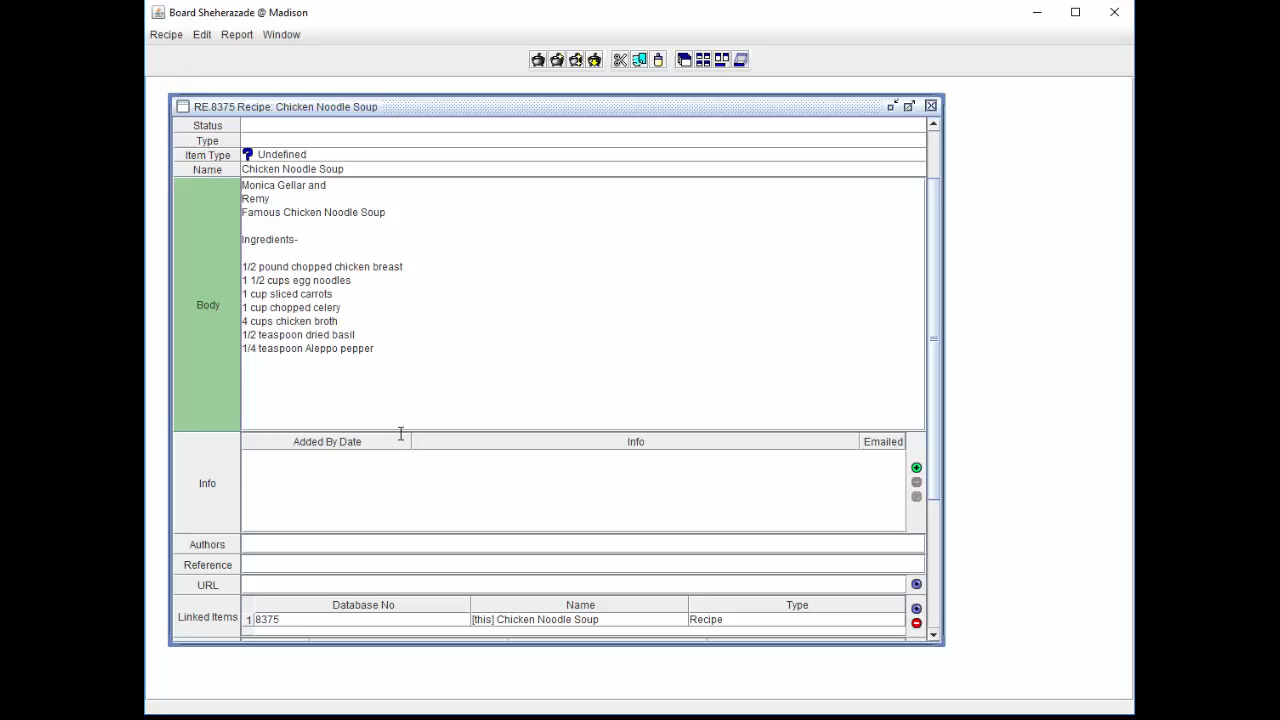 Board Sheherazade @ Madison
Recipe Edit Report Window
RE.8375 Recipe: Chicken Noodle Soup
Status
Type
Item Type Undefined
Name Chicken Noodle Soup
Body
Monica Gellar and
Remy
Famous Chicken Noodle Soup
Ingredients-
1/2 pound chopped chicken breast
1 1/2 cups egg noodles
1 cup sliced carrots
1 cup chopped celery
4 cups chicken broth
1/2 teaspoon dried basil
1/4 teaspoon Aleppo pepper
Added By Date Info Emailed
Info
Authors
Reference
URL
Linked Items
Database No Name Type
1 8375 [this] Chicken Noodle Soup Recipe